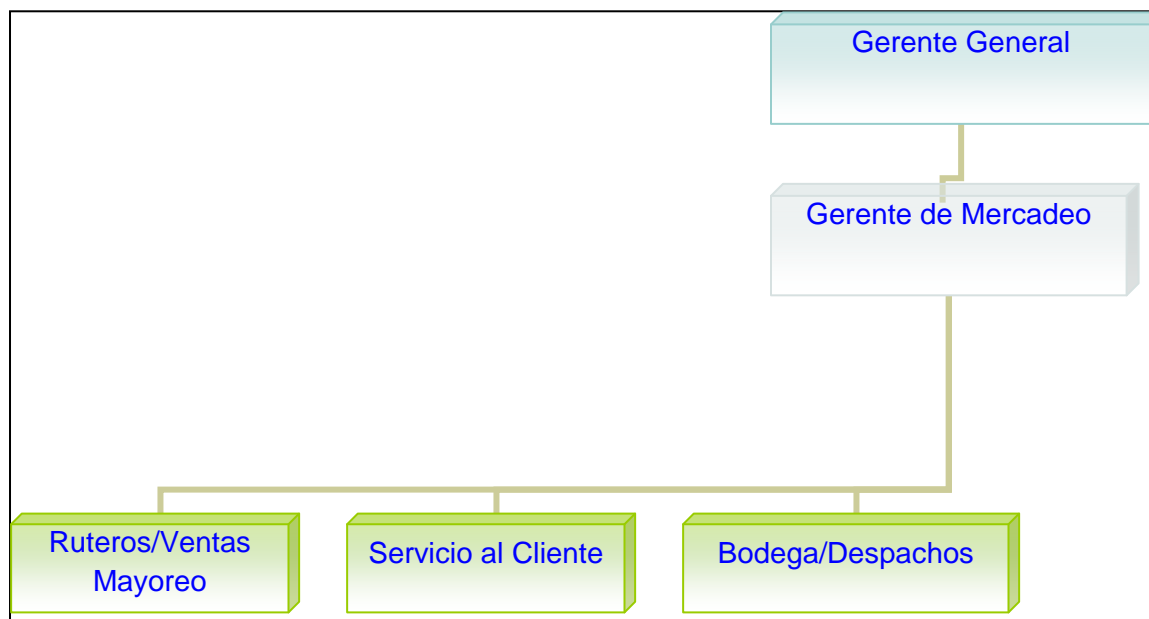 Gerente General
Gerente de Mercadeo
Ruteros/Ventas
Mayoreo
Servicio al Cliente
Bodega/Despachos